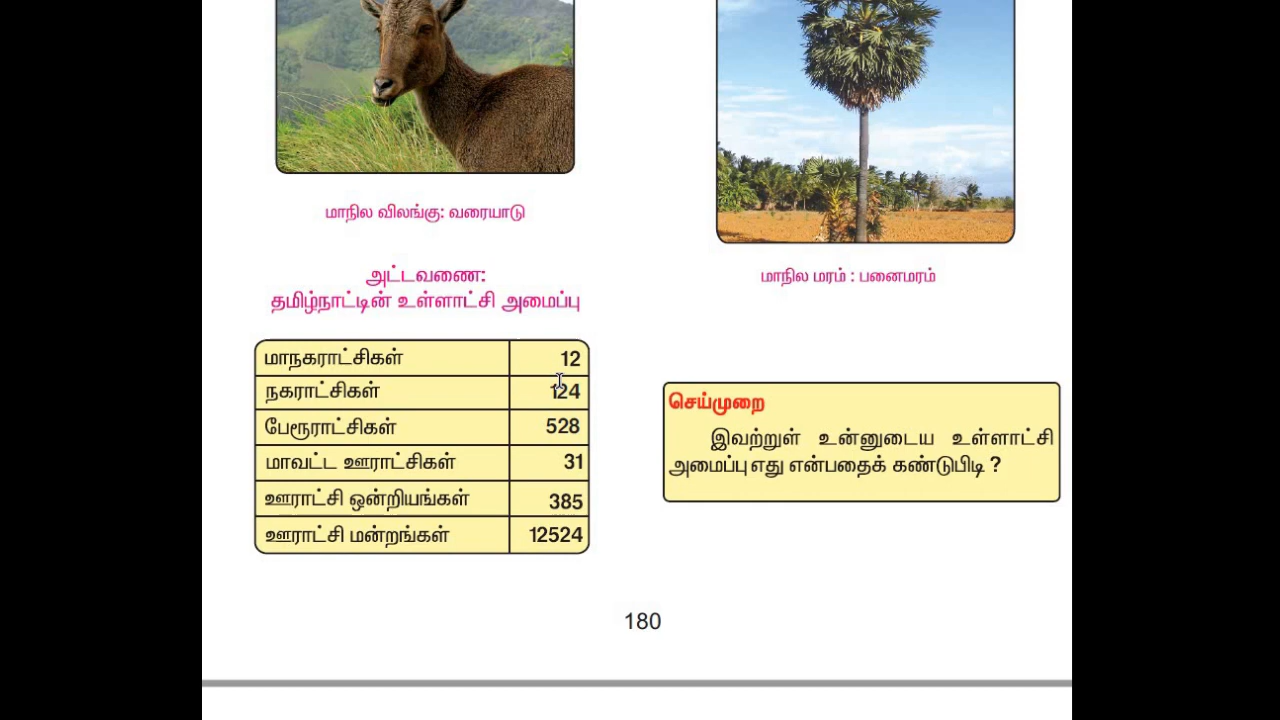 மாநில விலங்கு: வரையாடு
அட்டவணை:
தமிழ்நாட்டின் உள்ளாட்சி அமைப்பு
மாநகராட்சிகள் 12
நகராட்சிகள் 124
பேரூராட்சிகள் 528
மாவட்ட ஊராட்சிகள் 31
ஊராட்சி ஒன்றியங்கள் 385
ஊராட்சி மன்றங்கள் 12524
மாநில மரம் : பனைமரம்
செய்முறை
இவற்றுள் உன்னுடைய உள்ளாட்சி
அமைப்பு எது என்பதைக் கண்டுபிடி ?
180